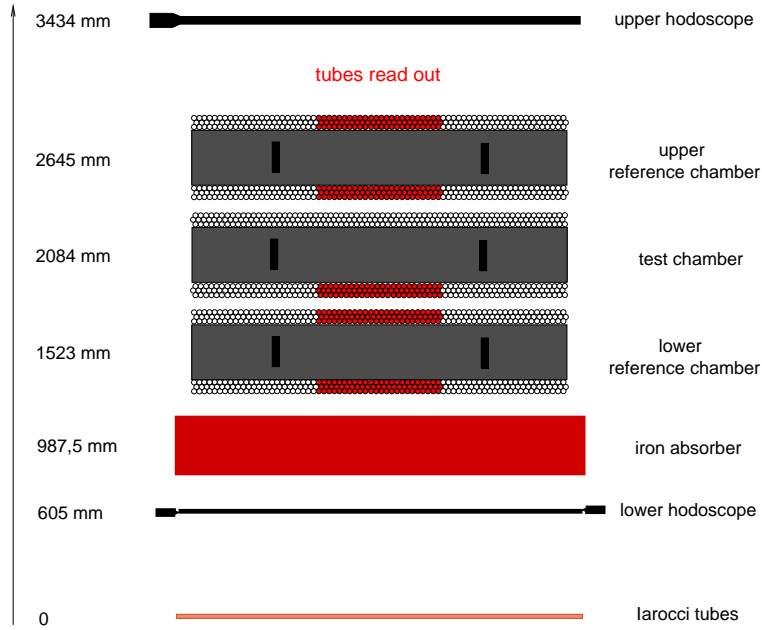 3434 mm
upper hodoscope
tubes read out
2645 mm
upper
reference chamber
2084 mm
test chamber
1523 mm
lower
reference chamber
987,5 mm
iron absorber
605 mm
lower hodoscope
0
Iarocci tubes